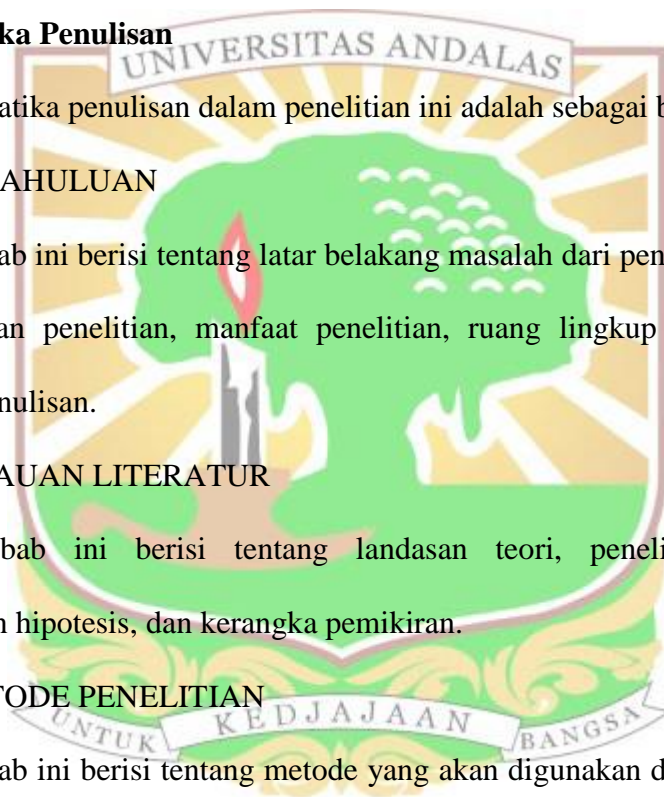 ka Penulisan
UNIVERSITAS ANDALAS
atika penulisan dalam penelitian ini adalah sebagai b
AHULUAN
ab ini berisi tentang latar belakang masalah dari pen
an penelitian, manfaat penelitian, ruang lingkup
nulisan.
AUAN LITERATUR
bab ini berisi tentang landasan teori, peneli
n hipotesis, dan kerangka pemikiran.
TODE PENELITIAN
UNTUK KEDJAJAAN BANGSA
ab ini berisi tentang metode yang akan digunakan d